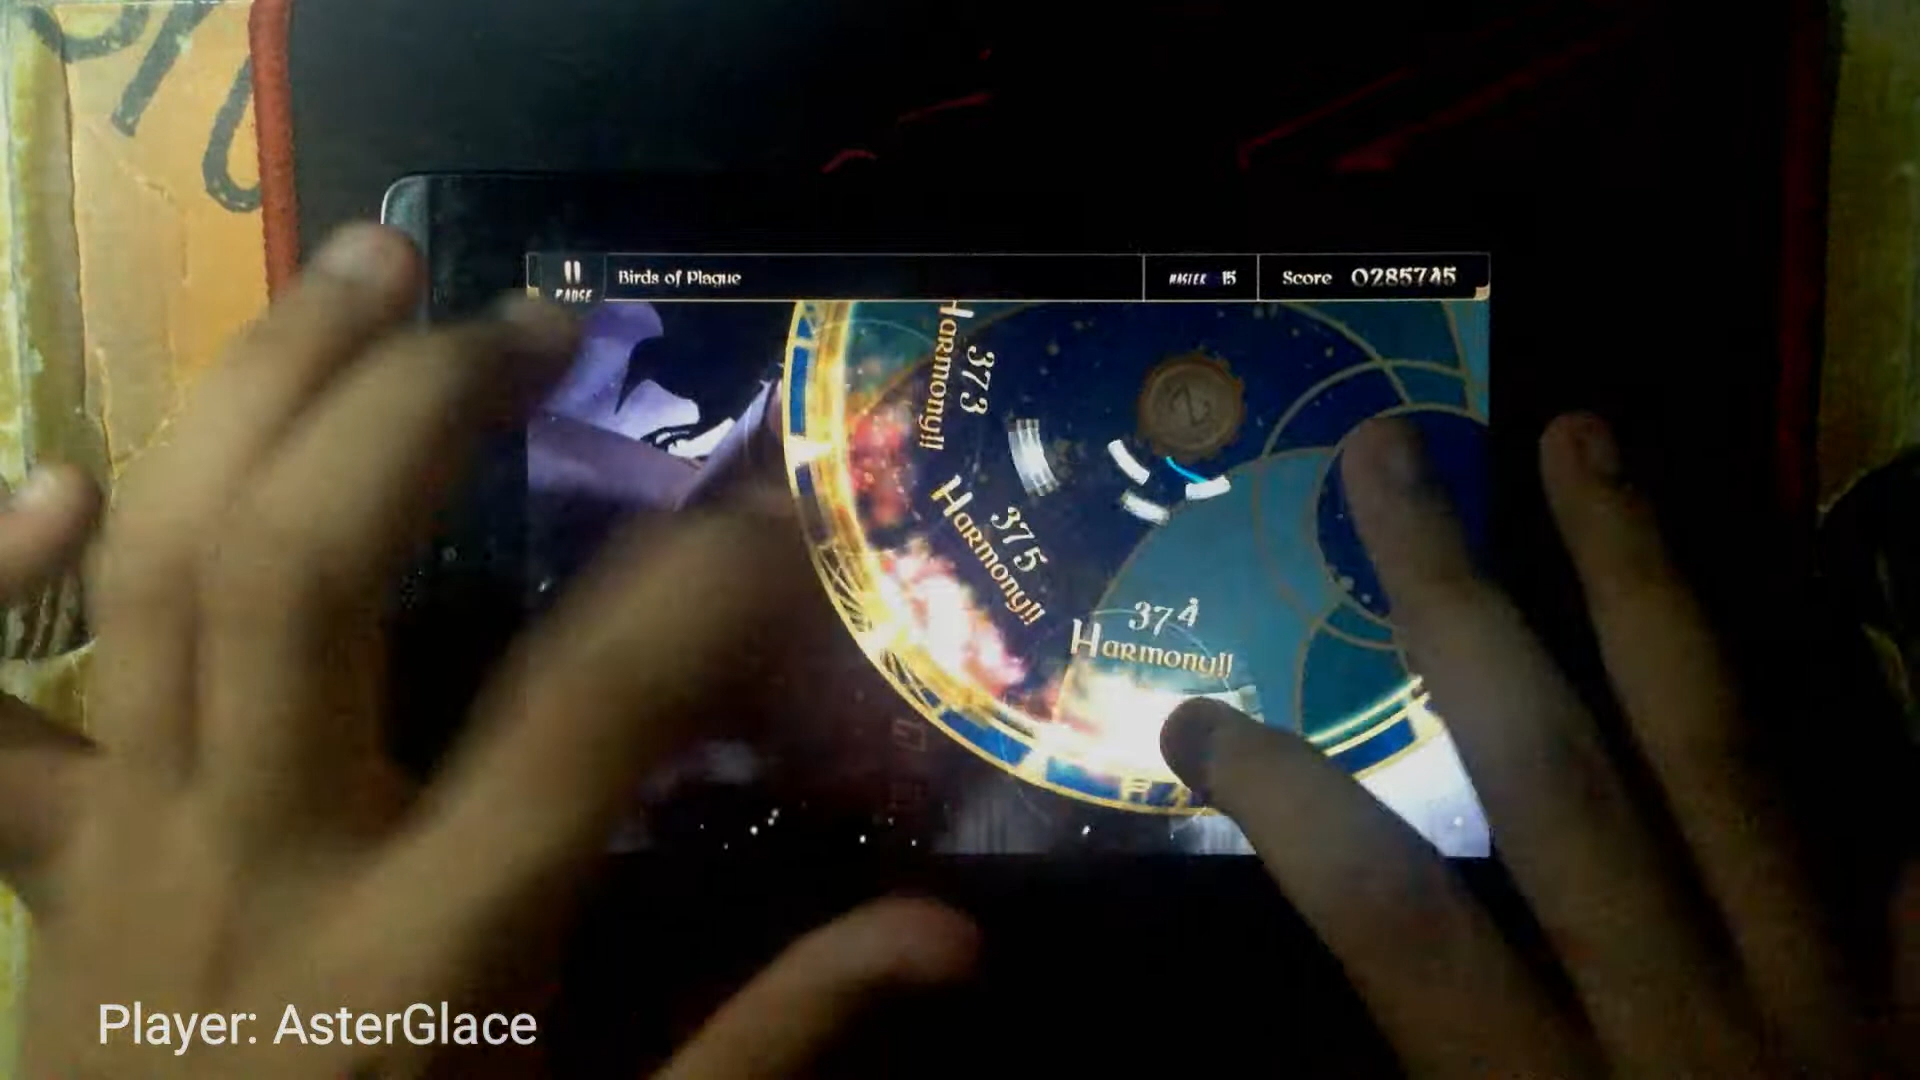 PAUSE
Birds of Plague
MASTER 15
Score 0285745
373
Harmony!!
375
Harmony!!
374
Harmony!!
Player: AsterGlace